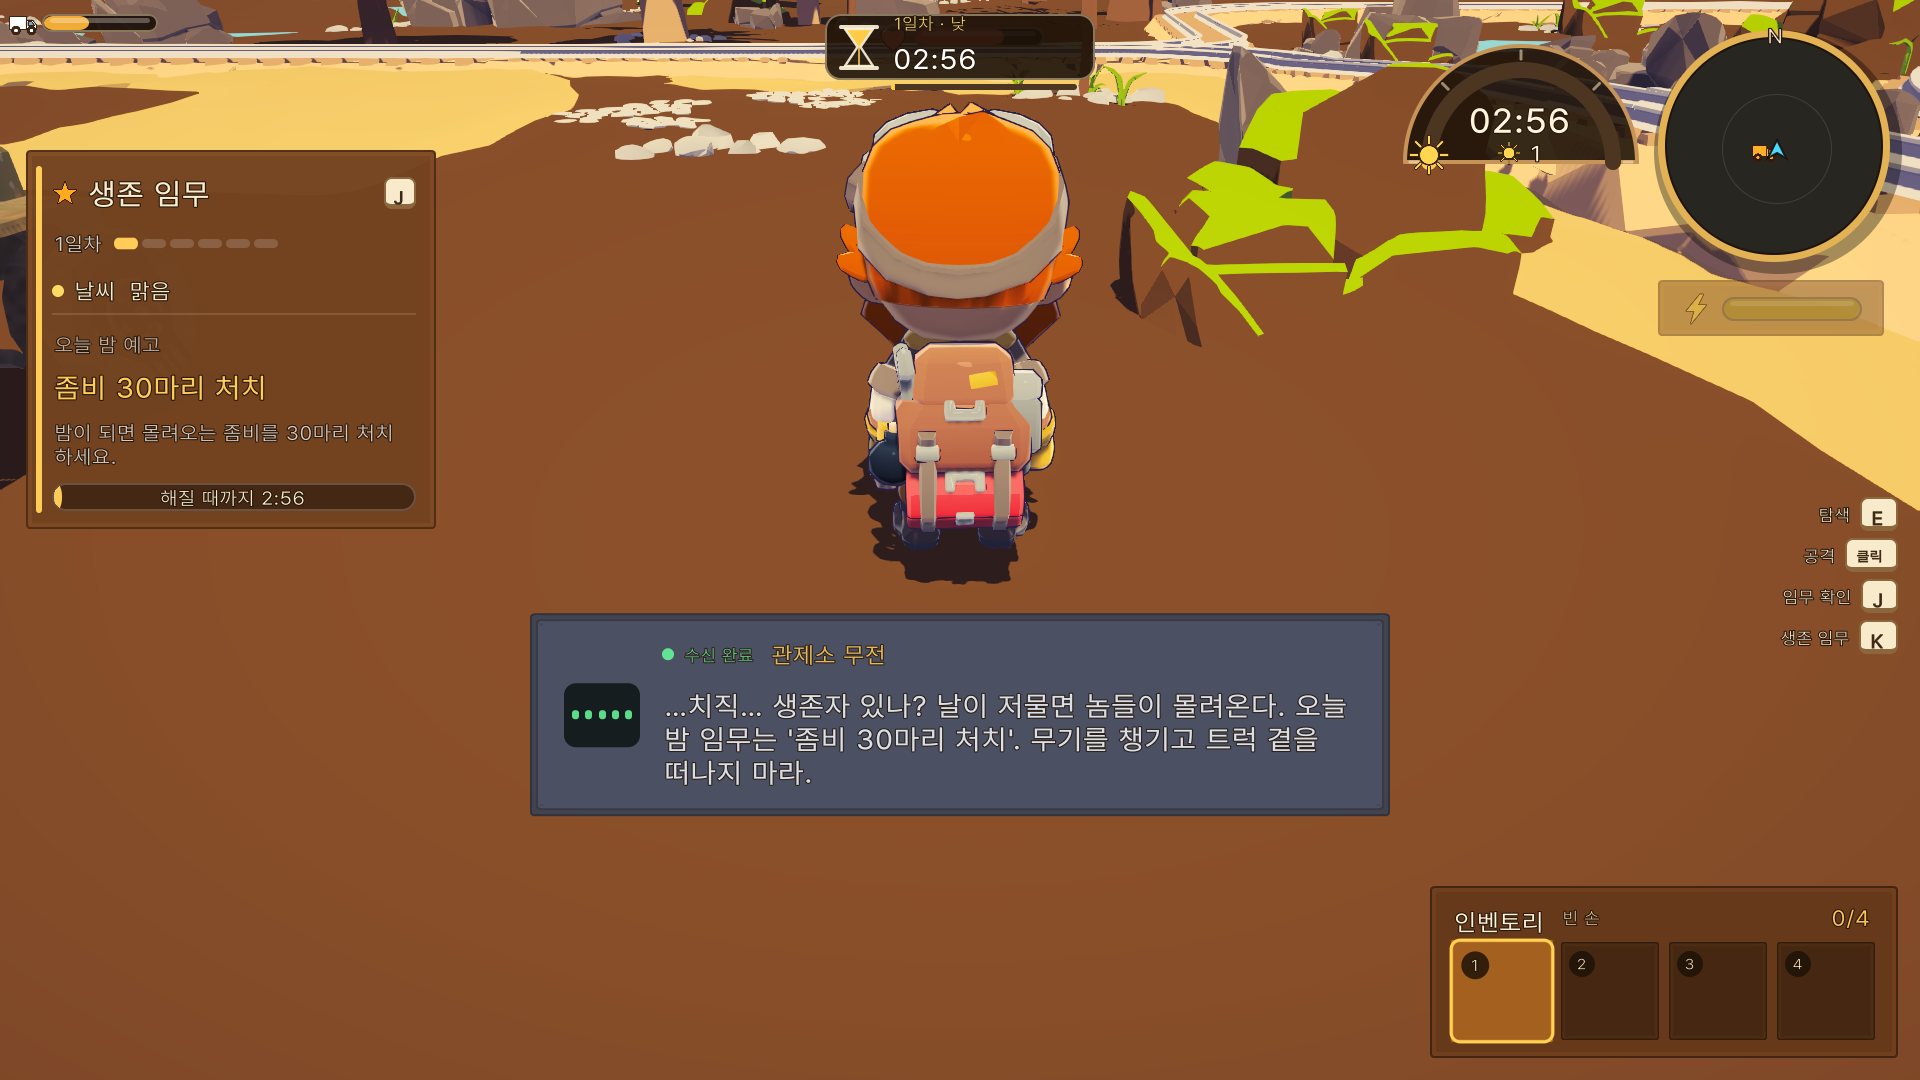 1일차 · 낮
02:56
N
02:56
1
생존 임무
J
1일차
날씨 맑음
오늘 밤 예고
좀비 30마리 처치
밤이 되면 몰려오는 좀비를 30마리 처치
하세요.
해질 때까지 2:56
탐색 E
공격 클릭
임무 확인 J
생존 임무 K
수신 완료 관제소 무전
...치직... 생존자 있나? 날이 저물면 놈들이 몰려온다. 오늘
밤 임무는 '좀비 30마리 처치'. 무기를 챙기고 트럭 곁을
떠나지 마라.
인벤토리 빈 손 0/4
1 2 3 4